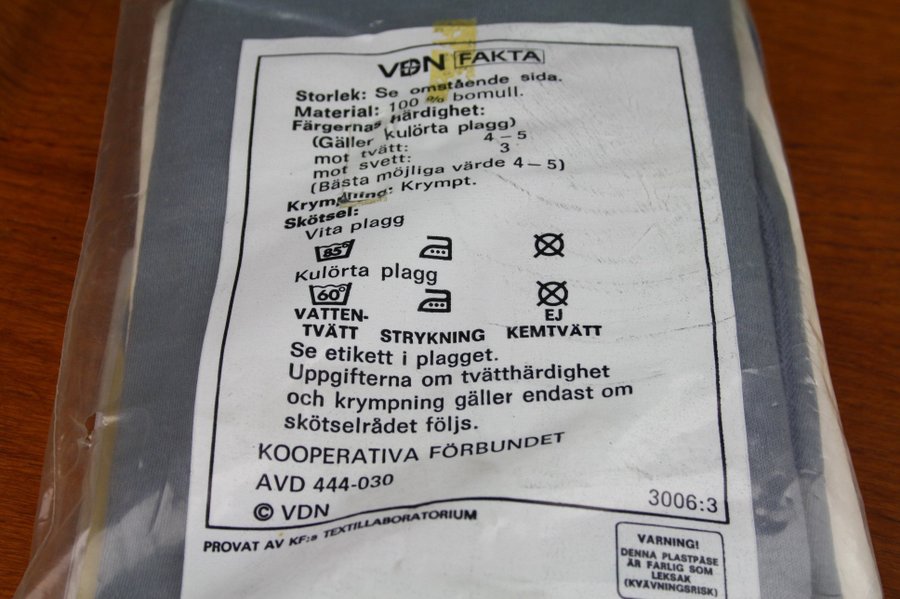 VDN FAKTA
Storlek: Se omstående sida.
Material: 100 % bomull.
Färgernas härdighet:
(Gäller kulörta plagg)
mot tvätt: 4 – 5
mot svett: 3
(Bästa möjliga värde 4 – 5)
Krympning: Krympt.
Skötsel:
Vita plagg
85°
Kulörta plagg
60°
VATTEN-
TVÄTT STRYKNING EJ KEMTVÄTT
Se etikett i plagget.
Uppgifterna om tvätthärdighet
och krympning gäller endast om
skötselrådet följs.
KOOPERATIVA FÖRBUNDET
AVD 444-030
© VDN 3006:3
PROVAT AV KF:s TEXTILLABORATORIUM
VARNING!
DENNA PLASTPÅSE
ÄR FARLIG SOM
LEKSAK
(KVÄVNINGSRISK)